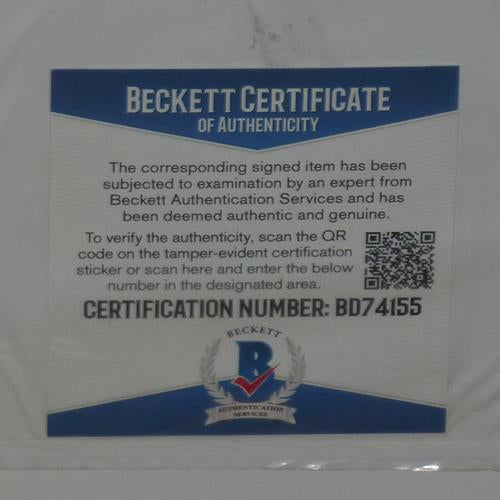 BECKETT CERTIFICATE
OF AUTHENTICITY
The corresponding signed item has been
subjected to examination by an expert from
Beckett Authentication Services and has
been deemed authentic and genuine.
To verify the authenticity, scan the QR
code on the tamper-evident certification
sticker or scan here and enter the below
number in the designated area.
CERTIFICATION NUMBER: BD74155
BECKETT
B
AUTHENTICATION
SERVICES